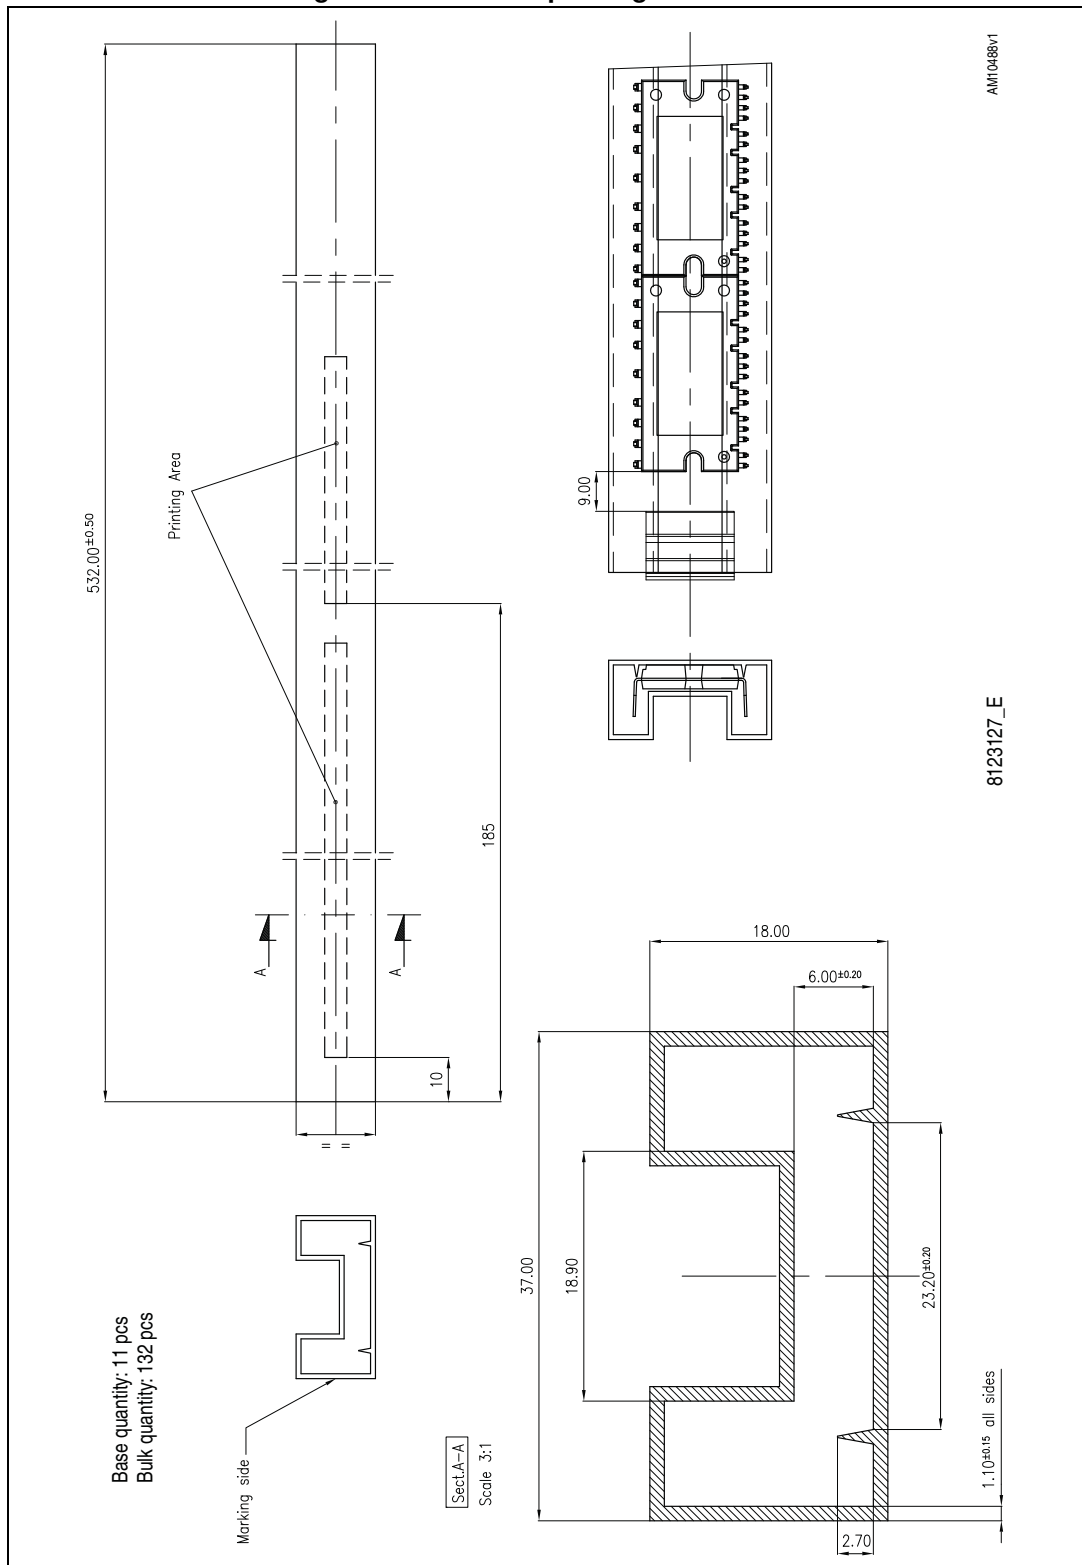 AM10488v1
532.00±0.50
Printing Area
9.00
185
A
A
10
= =
8123127_E
18.00
6.00±0.20
37.00
18.90
23.20±0.20
1.10±0.15 all sides
2.70
Base quantity: 11 pcs
Bulk quantity: 132 pcs
Marking side
Sect.A-A
Scale 3:1